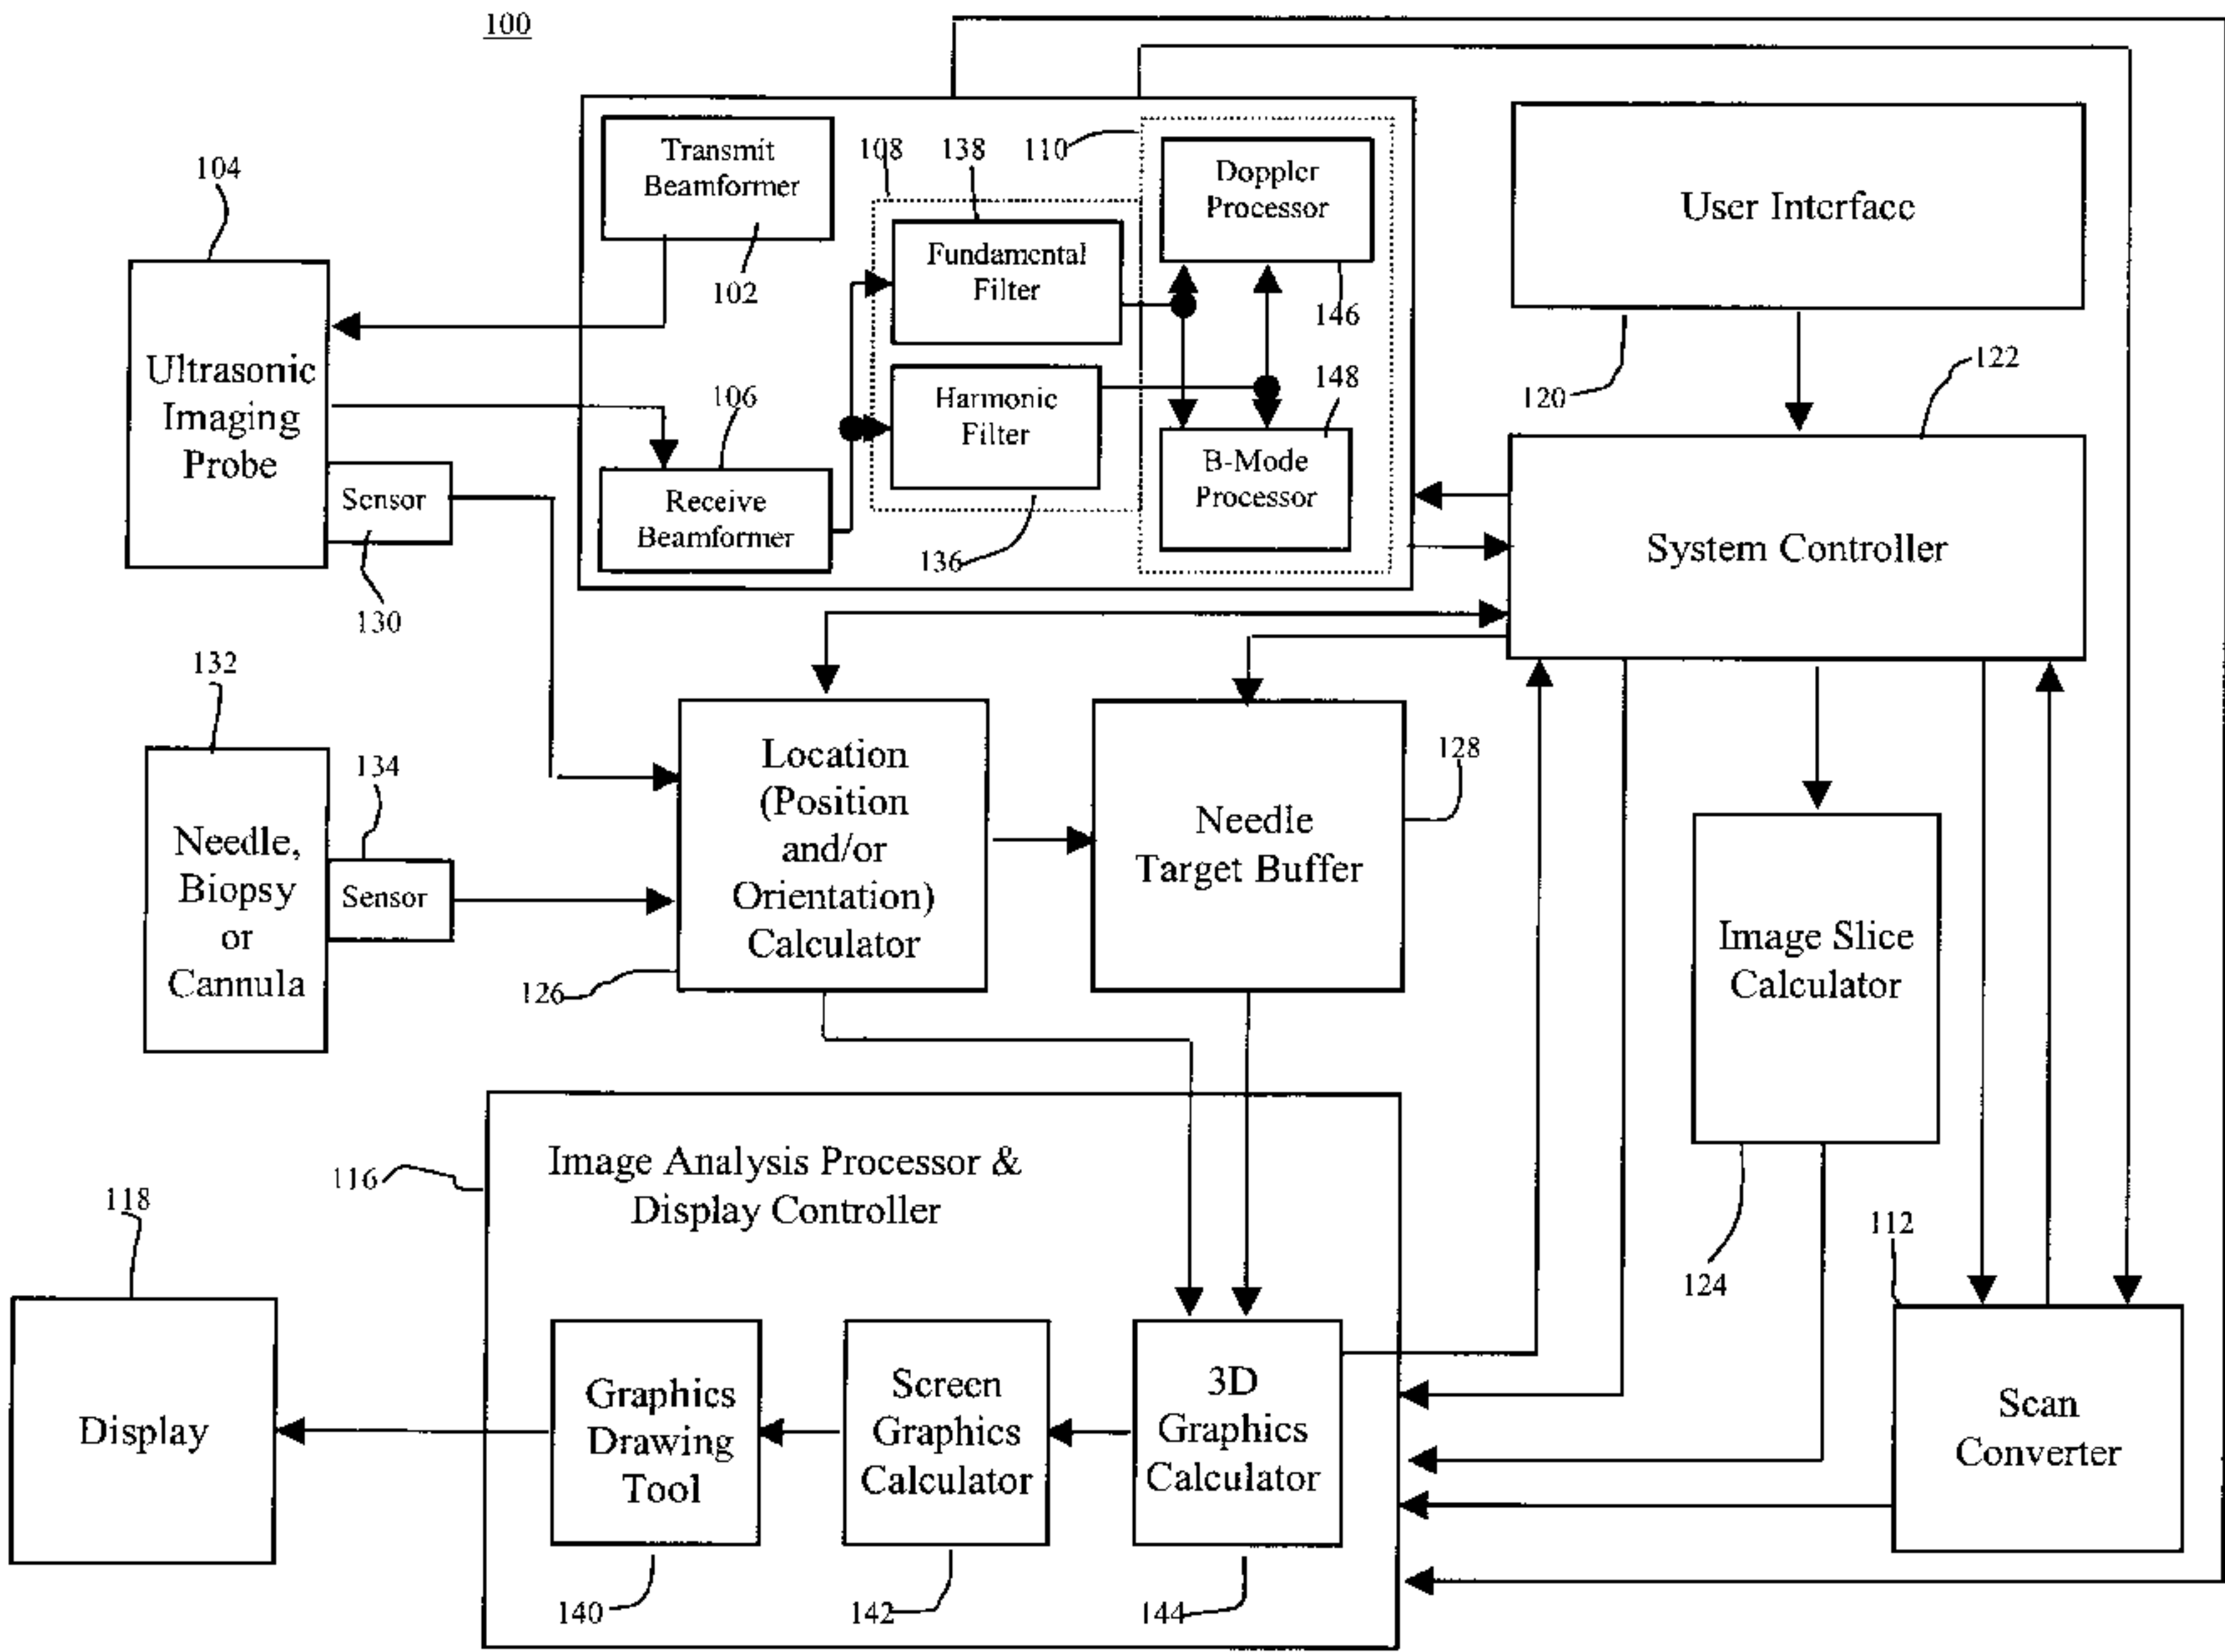 100
104
Ultrasonic
Imaging
Probe
Sensor
130
Transmit
Beamformer
102
106
Receive
Beamformer
108
138
110
Fundamental
Filter
Harmonic
Filter
136
Doppler
Processor
146
148
B-Mode
Processor
User Interface
120
122
System Controller
132
134
Needle,
Biopsy
or
Cannula
Sensor
Location
(Position
and/or
Orientation)
Calculator
126
Needle
Target Buffer
128
Image Slice
Calculator
124
112
Scan
Converter
116
Image Analysis Processor &
Display Controller
118
Display
Graphics
Drawing
Tool
140
Screen
Graphics
Calculator
142
3D
Graphics
Calculator
144